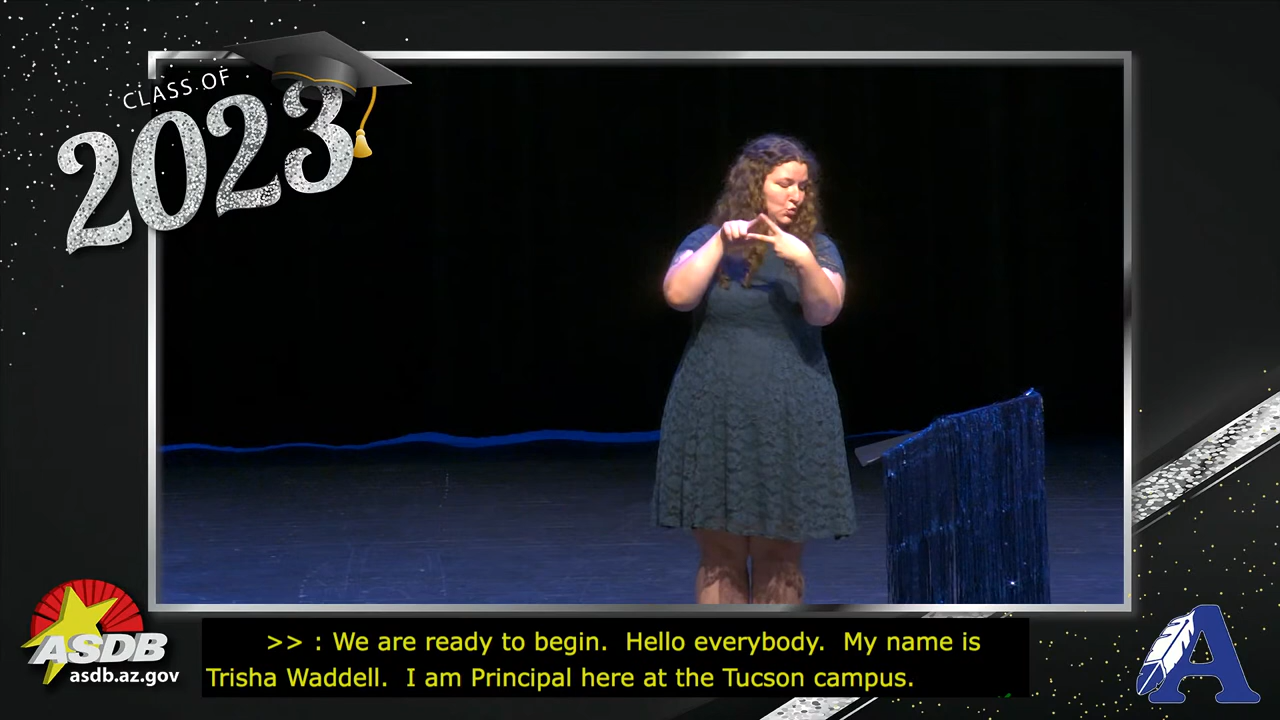 CLASS OF
2023
>> : We are ready to begin.  Hello everybody.  My name is
Trisha Waddell.  I am Principal here at the Tucson campus.
ASDB
asdb.az.gov
A